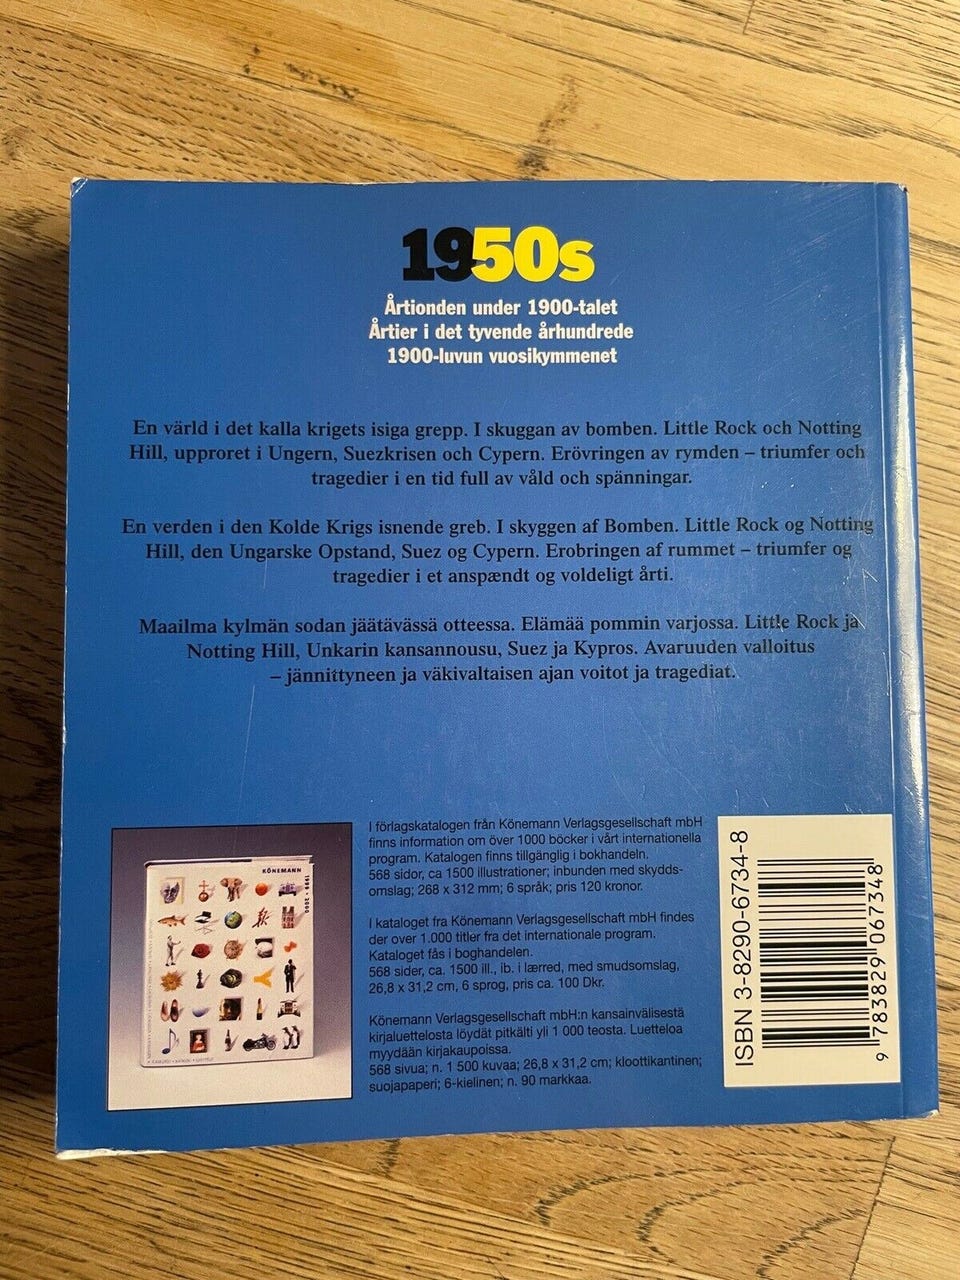 1950s
Årtionden under 1900-talet
Årtier i det tyvende århundrede
1900-luvun vuosikymmenet
En värld i det kalla krigets isiga grepp. I skuggan av bomben. Little Rock och Notting
Hill, upproret i Ungern, Suezkrisen och Cypern. Erövringen av rymden – triumfer och
tragedier i en tid full av våld och spänningar.
En verden i den Kolde Krigs isnende greb. I skyggen af Bomben. Little Rock og Notting
Hill, den Ungarske Opstand, Suez og Cypern. Erobringen af rummet – triumfer og
tragedier i et anspændt og voldeligt årti.
Maailma kylmän sodan jäätävässä otteessa. Elämää pommin varjossa. Little Rock ja
Notting Hill, Unkarin kansannousu, Suez ja Kypros. Avaruuden valloitus
– jännittyneen ja väkivaltaisen ajan voitot ja tragediat.
KÖNEMANN
1999 • 2000
I förlagskatalogen från Könemann Verlagsgesellschaft mbH
finns information om över 1000 böcker i vårt internationella
program. Katalogen finns tillgänglig i bokhandeln.
568 sidor, ca 1500 illustrationer; inbunden med skydds-
omslag; 268 x 312 mm; 6 språk; pris 120 kronor.
I kataloget fra Könemann Verlagsgesellschaft mbH findes
der over 1.000 titler fra det internationale program.
Kataloget fås i boghandelen.
568 sider, ca. 1500 ill., ib. i lærred, med smudsomslag,
26,8 x 31,2 cm, 6 sprog, pris ca. 100 Dkr.
Könemann Verlagsgesellschaft mbH:n kansainvälisestä
kirjaluettelosta löydät pitkälti yli 1 000 teosta. Luetteloa
myydään kirjakaupoissa.
568 sivua; n. 1 500 kuvaa; 26,8 x 31,2 cm; kloottikantinen;
suojapaperi; 6-kielinen; n. 90 markkaa.
ISBN 3-8290-6734-8
9 783829 067348